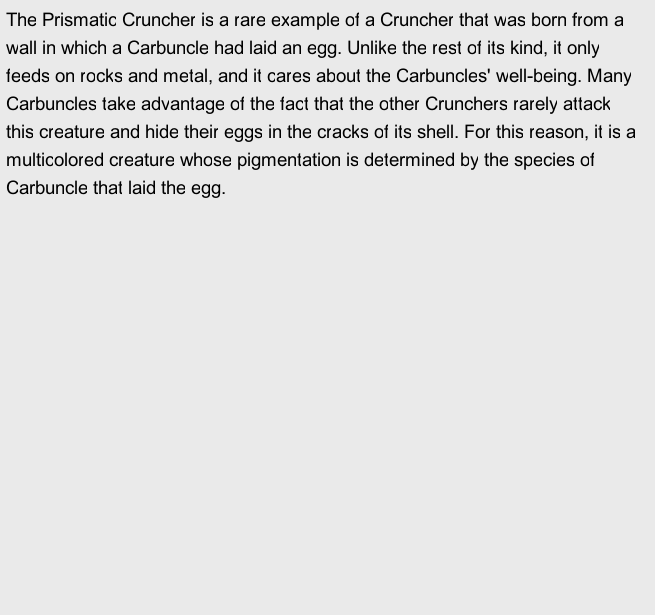 The Prismatic Cruncher is a rare example of a Cruncher that was born from a
wall in which a Carbuncle had laid an egg. Unlike the rest of its kind, it only
feeds on rocks and metal, and it cares about the Carbuncles' well-being. Many
Carbuncles take advantage of the fact that the other Crunchers rarely attack
this creature and hide their eggs in the cracks of its shell. For this reason, it is a
multicolored creature whose pigmentation is determined by the species of
Carbuncle that laid the egg.